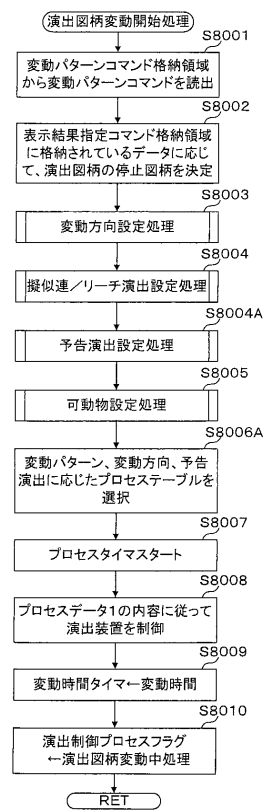 演出図柄変動開始処理
S8001
変動パターンコマンド格納領域
から変動パターンコマンドを読出
S8002
表示結果指定コマンド格納領域
に格納されているデータに応じ
て、演出図柄の停止図柄を決定
S8003
変動方向設定処理
S8004
擬似連／リーチ演出設定処理
S8004A
予告演出設定処理
S8005
可動物設定処理
S8006A
変動パターン、変動方向、予告
演出に応じたプロセステーブルを
選択
S8007
プロセスタイマスタート
S8008
プロセスデータ1の内容に従って
演出装置を制御
S8009
変動時間タイマ←変動時間
S8010
演出制御プロセスフラグ
←演出図柄変動中処理
RET